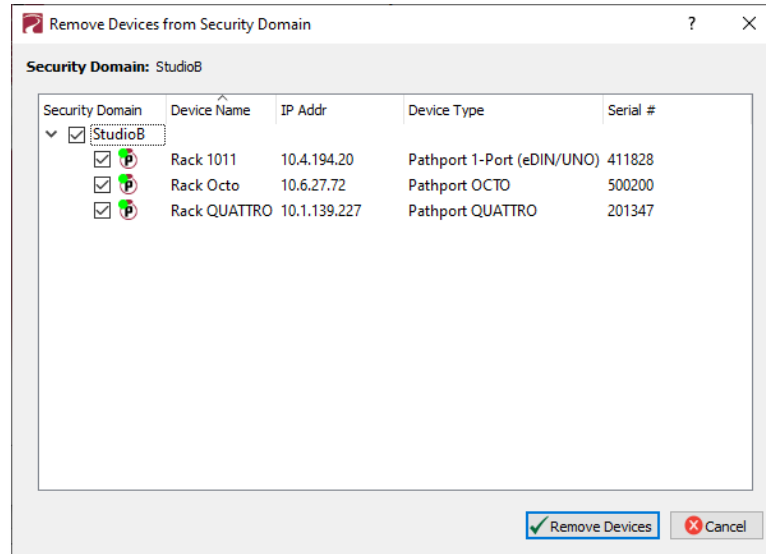 Remove Devices from Security Domain ? ×
Security Domain: StudioB
Security Domain Device Name IP Addr Device Type Serial #
StudioB
P Rack 1011 10.4.194.20 Pathport 1-Port (eDIN/UNO) 411828
P Rack Octo 10.6.27.72 Pathport OCTO 500200
P Rack QUATTRO 10.1.139.227 Pathport QUATTRO 201347
Remove Devices Cancel